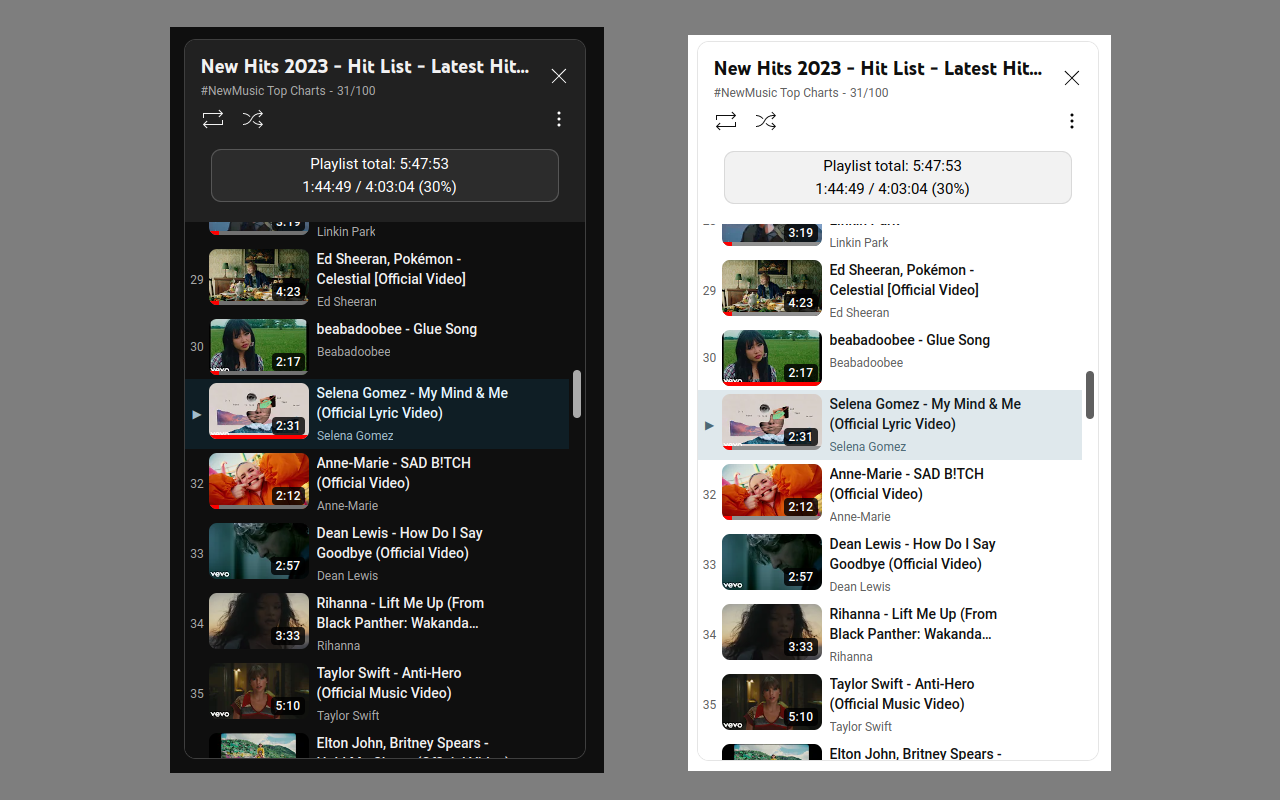 New Hits 2023 - Hit List - Latest Hit...
#NewMusic Top Charts - 31/100
Playlist total: 5:47:53
1:44:49 / 4:03:04 (30%)
3:19
Linkin Park
29
Ed Sheeran, Pokémon -
Celestial [Official Video]
4:23
Ed Sheeran
30
beabadoobee - Glue Song
Beabadoobee
2:17
vevo
Selena Gomez - My Mind & Me
(Official Lyric Video)
2:31
Selena Gomez
Anne-Marie - SAD B!TCH
32
(Official Video)
2:12
Anne-Marie
Dean Lewis - How Do I Say
33
Goodbye (Official Video)
2:57
vevo
Dean Lewis
Rihanna - Lift Me Up (From
34
Black Panther: Wakanda...
3:33
Rihanna
Taylor Swift - Anti-Hero
35
(Official Music Video)
5:10
vevo
Taylor Swift
Elton John, Britney Spears -
New Hits 2023 - Hit List - Latest Hit...
#NewMusic Top Charts - 31/100
Playlist total: 5:47:53
1:44:49 / 4:03:04 (30%)
3:19
Linkin Park
29
Ed Sheeran, Pokémon -
Celestial [Official Video]
4:23
Ed Sheeran
30
beabadoobee - Glue Song
Beabadoobee
2:17
vevo
Selena Gomez - My Mind & Me
(Official Lyric Video)
2:31
Selena Gomez
Anne-Marie - SAD B!TCH
32
(Official Video)
2:12
Anne-Marie
Dean Lewis - How Do I Say
33
Goodbye (Official Video)
2:57
vevo
Dean Lewis
Rihanna - Lift Me Up (From
34
Black Panther: Wakanda...
3:33
Rihanna
Taylor Swift - Anti-Hero
35
(Official Music Video)
5:10
vevo
Taylor Swift
Elton John, Britney Spears -